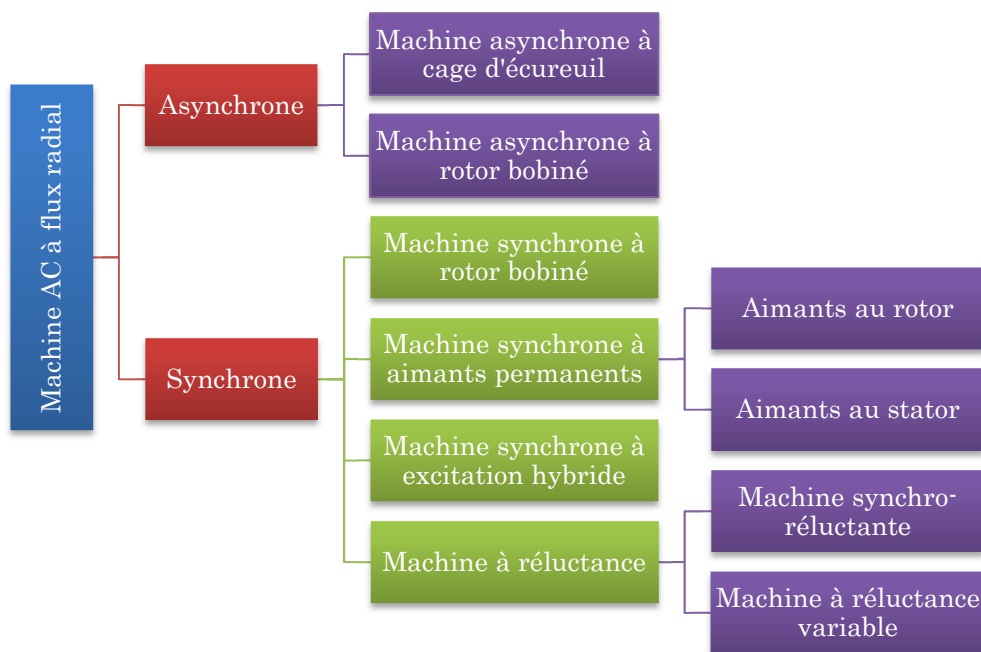 Machine AC à flux radial
Asynchrone
Machine asynchrone à
cage d'écureuil
Machine asynchrone à
rotor bobiné
Synchrone
Machine synchrone à
rotor bobiné
Machine synchrone à
aimants permanents
Aimants au rotor
Aimants au stator
Machine synchrone à
excitation hybride
Machine à réluctance
Machine synchro-
réluctante
Machine à réluctance
variable